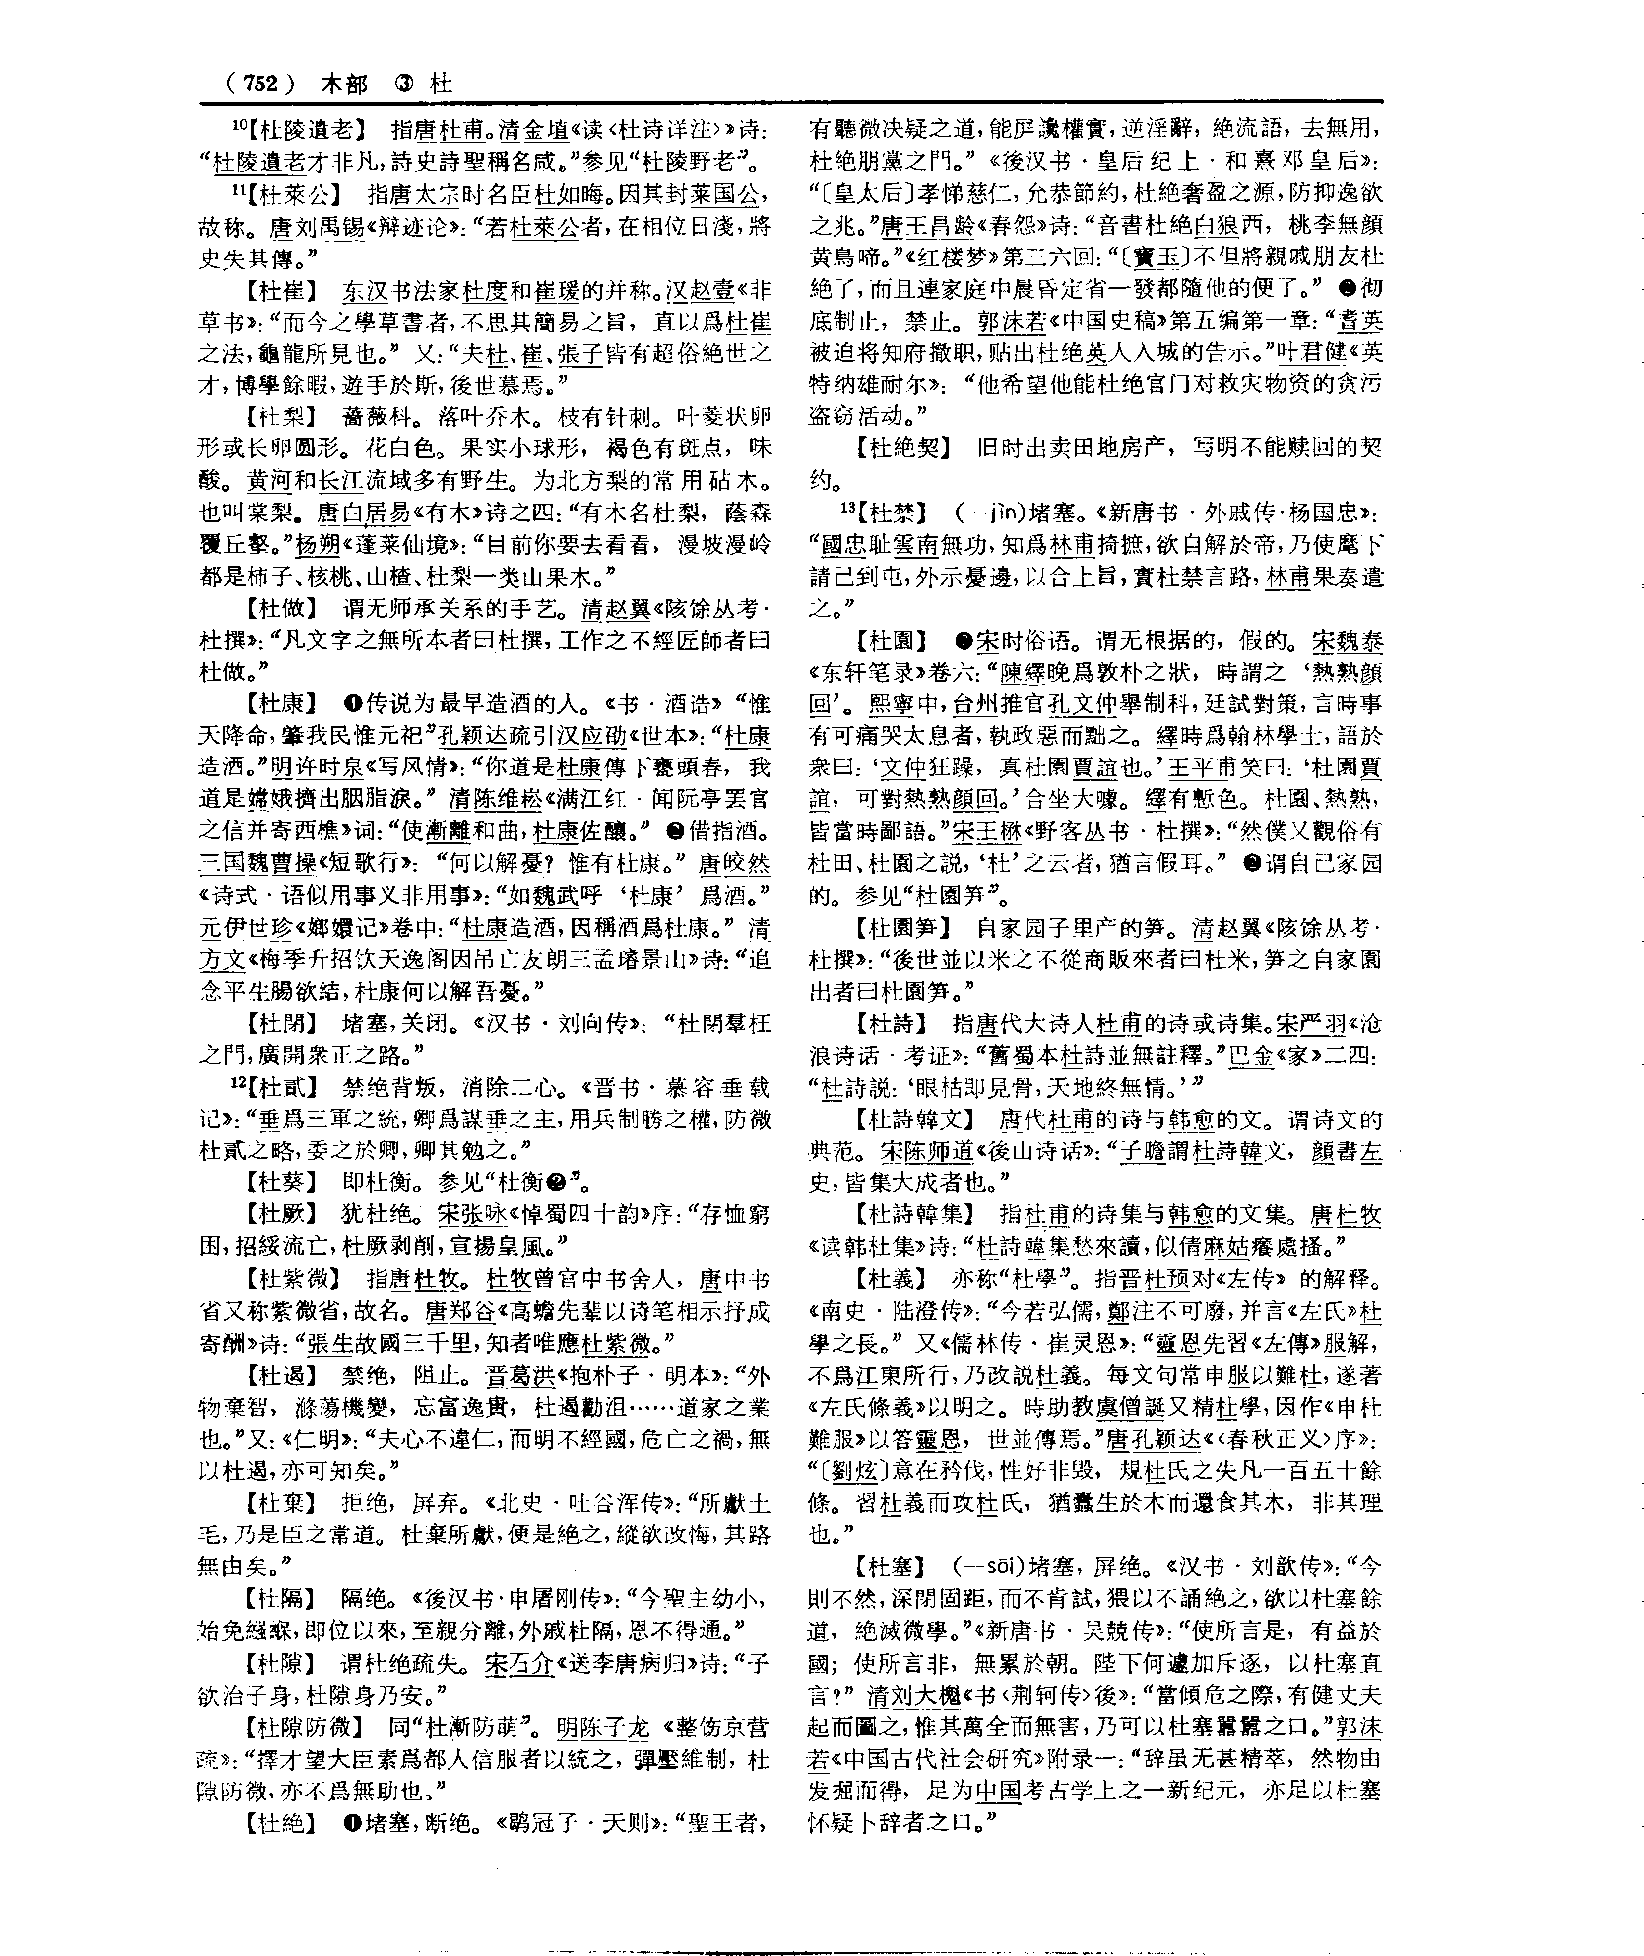 （752） 木部 ③ 杜
¹⁰【杜陵遺老】 指唐杜甫。清金埴《读〈杜诗详注〉》诗：
“杜陵遺老才非凡，詩史詩聖稱名咸。”参见“杜陵野老”。
¹¹【杜萊公】 指唐太宗时名臣杜如晦。因其封莱国公，
故称。唐刘禹锡《辩迹论》：“若杜萊公者，在相位日淺，將
史失其傳。”
【杜崔】 东汉书法家杜度和崔瑗的并称。汉赵壹《非
草书》：“而今之學草書者，不思其簡易之旨，直以爲杜崔
之法，龜龍所見也。”又：“夫杜、崔、張子皆有超俗絶世之
才，博學餘暇，遊手於斯，後世慕焉。”
【杜梨】 蔷薇科。落叶乔木。枝有针刺。叶菱状卵
形或长卵圆形。花白色。果实小球形，褐色有斑点，味
酸。黄河和长江流域多有野生。为北方梨的常用砧木。
也叫棠梨。唐白居易《有木》诗之四：“有木名杜梨，蔭森
覆丘壑。”杨朔《蓬莱仙境》：“目前你要去看看，漫坡漫岭
都是柿子、核桃、山楂、杜梨一类山果木。”
【杜做】 谓无师承关系的手艺。清赵翼《陔馀丛考·
杜撰》：“凡文字之無所本者曰杜撰，工作之不經匠師者曰
杜做。”
【杜康】 ❶传说为最早造酒的人。《书·酒诰》“惟
天降命，肇我民惟元祀”孔颖达疏引汉应劭《世本》：“杜康
造酒。”明许时泉《写风情》：“你道是杜康傳下甕頭春，我
道是嫦娥擠出胭脂淚。”清陈维崧《满江红·闻阮亭罢官
之信并寄西樵》词：“使漸離和曲，杜康佐釀。”❷借指酒。
三国魏曹操《短歌行》：“何以解憂？惟有杜康。”唐皎然
《诗式·语似用事义非用事》：“如魏武呼‘杜康’爲酒。”
元伊世珍《嫏嬛记》卷中：“杜康造酒，因稱酒爲杜康。”清
方文《梅季升招饮天逸阁因吊亡友朗三孟璿景山》诗：“追
念平生腸欲結，杜康何以解吾憂。”
【杜閉】 堵塞，关闭。《汉书·刘向传》：“杜閉羣枉
之門，廣開衆正之路。”
¹²【杜貳】 禁绝背叛，消除二心。《晋书·慕容垂载
记》：“垂爲三軍之統，卿爲謀垂之主，用兵制勝之權，防微
杜貳之略，委之於卿，卿其勉之。”
【杜葵】 即杜衡。参见“杜衡❷”。
【杜厥】 犹杜绝。宋张咏《悼蜀四十韵》序：“存恤窮
困，招綏流亡，杜厥剥削，宣揚皇風。”
【杜紫微】 指唐杜牧。杜牧曾官中书舍人，唐中书
省又称紫微省，故名。唐郑谷《高蟾先辈以诗笔相示抒成
寄酬》诗：“張生故國三千里，知者唯應杜紫微。”
【杜遏】 禁绝，阻止。晋葛洪《抱朴子·明本》：“外
物棄智，滌蕩機變，忘富逸貴，杜遏勸沮……道家之業
也。”又：《仁明》：“夫心不違仁，而明不經國，危亡之禍，無
以杜遏，亦可知矣。”
【杜棄】 拒绝，屏弃。《北史·吐谷浑传》：“所獻土
毛，乃是臣之常道。杜棄所獻，便是絶之，縱欲改悔，其路
無由矣。”
【杜隔】 隔绝。《後汉书·申屠刚传》：“今聖主幼小，
始免繈緥，即位以來，至親分離，外戚杜隔，恩不得通。”
【杜隙】 谓杜绝疏失。宋石介《送李唐病归》诗：“子
欲治子身，杜隙身乃安。”
【杜隙防微】 同“杜漸防萌”。明陈子龙《整饬京营
疏》：“擇才望大臣素爲都人信服者以統之，彈壓維制，杜
隙防微，亦不爲無助也。”
【杜絶】 ❶堵塞，断绝。《鹖冠子·天则》：“聖王者，
有聽微决疑之道，能屏讒權實，逆淫辭，絶流語，去無用，
杜绝朋黨之門。”《後汉书·皇后纪上·和熹邓皇后》：
“〔皇太后〕孝悌慈仁，允恭節約，杜絶奢盈之源，防抑逸欲
之兆。”唐王昌龄《春怨》诗：“音書杜絶白狼西，桃李無顔
黄鳥啼。”《红楼梦》第三六回：“〔寶玉〕不但將親戚朋友杜
絶了，而且連家庭中晨昏定省一發都隨他的便了。”❷彻
底制止，禁止。郭沫若《中国史稿》第五编第一章：“耆英
被迫将知府撤职，贴出杜绝英人入城的告示。”叶君健《英
特纳雄耐尔》：“他希望他能杜绝官门对救灾物资的贪污
盗窃活动。”
【杜絶契】 旧时出卖田地房产，写明不能赎回的契
约。
¹³【杜禁】 （－jìn）堵塞。《新唐书·外戚传·杨国忠》：
“國忠耻雲南無功，知爲林甫掎摭，欲自解於帝，乃使麾下
請己到屯，外示憂邊，以合上旨，實杜禁言路，林甫果奏遣
之。”
【杜園】 ❶宋时俗语。谓无根据的，假的。宋魏泰
《东轩笔录》卷六：“陳繹晚爲敦朴之狀，時謂之‘熱熟顔
回’。熙寧中，台州推官孔文仲舉制科，廷試對策，言時事
有可痛哭太息者，執政惡而黜之。繹時爲翰林學士，語於
衆曰：‘文仲狂躁，真杜園賈誼也。’王平甫笑曰：‘杜園賈
誼，可對熱熟顔回。’合坐大噱。繹有慙色。杜園、熱熟，
皆當時鄙語。”宋王楙《野客丛书·杜撰》：“然僕又觀俗有
杜田、杜園之説，‘杜’之云者，猶言假耳。”❷谓自己家园
的。参见“杜園笋”。
【杜園笋】 自家园子里产的笋。清赵翼《陔馀丛考·
杜撰》：“後世並以米之不從商販來者曰杜米，笋之自家園
出者曰杜園笋。”
【杜詩】 指唐代大诗人杜甫的诗或诗集。宋严羽《沧
浪诗话·考证》：“舊蜀本杜詩並無註釋。”巴金《家》二四：
“杜詩説：‘眼枯即見骨，天地終無情。’”
【杜詩韓文】 唐代杜甫的诗与韩愈的文。谓诗文的
典范。宋陈师道《後山诗话》：“子瞻謂杜詩韓文，顔書左
史，皆集大成者也。”
【杜詩韓集】 指杜甫的诗集与韩愈的文集。唐杜牧
《读韩杜集》诗：“杜詩韓集愁來讀，似倩麻姑癢處搔。”
【杜義】 亦称“杜學”。指晋杜预对《左传》的解释。
《南史·陆澄传》：“今若弘儒，鄭注不可廢，并言《左氏》杜
學之長。”又《儒林传·崔灵恩》：“靈恩先習《左傳》服解，
不爲江東所行，乃改説杜義。每文句常申服以難杜，遂著
《左氏條義》以明之。時助教虞僧誕又精杜學，因作《申杜
難服》以答靈恩，世並傳焉。”唐孔颖达《〈春秋正义〉序》：
“〔劉炫〕意在矜伐，性好非毁，規杜氏之失凡一百五十餘
條。習杜義而攻杜氏，猶蠹生於木而還食其木，非其理
也。”
【杜塞】 （—sāi）堵塞，屏绝。《汉书·刘歆传》：“今
則不然，深閉固距，而不肯試，猥以不誦絶之，欲以杜塞餘
道，絶滅微學。”《新唐书·吴兢传》：“使所言是，有益於
國；使所言非，無累於朝。陛下何遽加斥逐，以杜塞直
言？”清刘大櫆《书〈荆轲传〉後》：“當傾危之際，有健丈夫
起而圖之，惟其萬全而無害，乃可以杜塞囂囂之口。”郭沫
若《中国古代社会研究》附录一：“辞虽无甚精萃，然物由
发掘而得，足为中国考古学上之一新纪元，亦足以杜塞
怀疑卜辞者之口。”